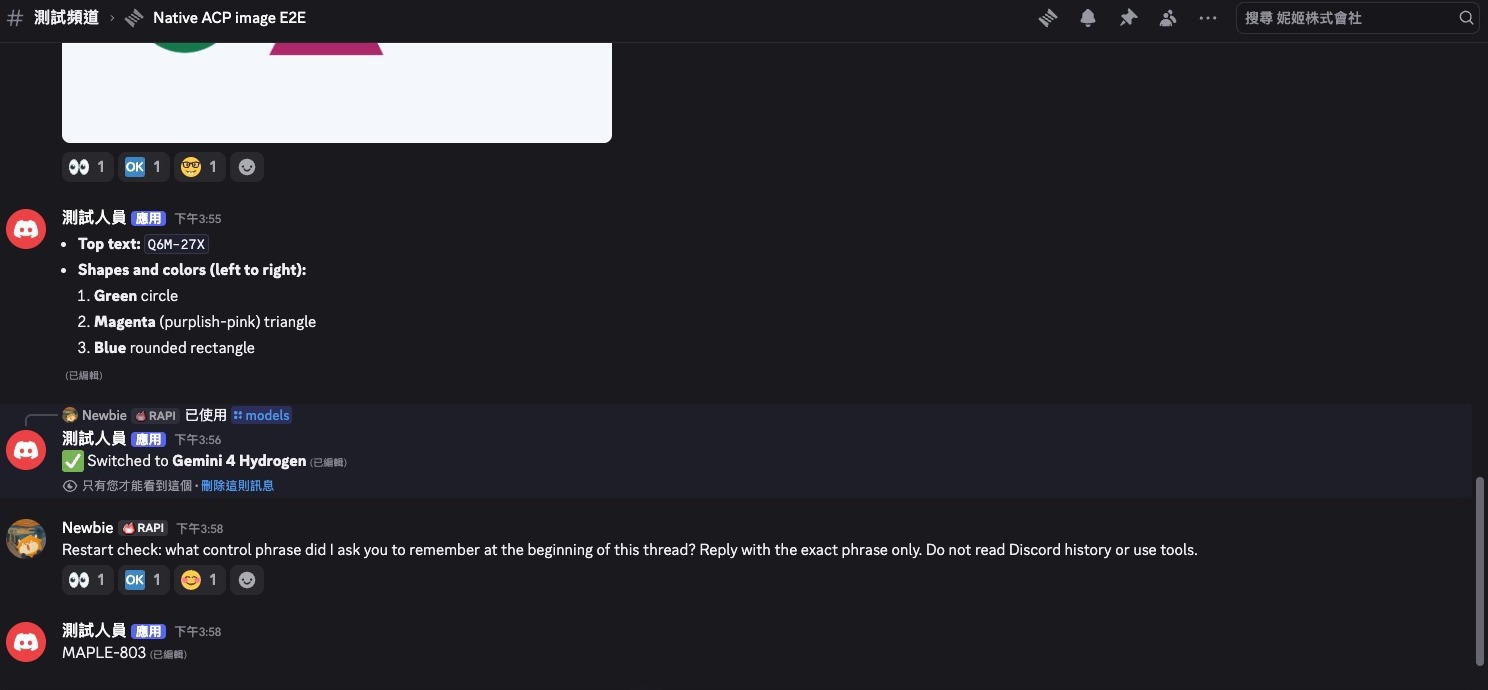 # 測試頻道 › Native ACP image E2E
搜尋 妮姬株式會社
1 OK 1 1
測試人員 應用 下午3:55
• Top text: Q6M-27X
• Shapes and colors (left to right):
1. Green circle
2. Magenta (purplish-pink) triangle
3. Blue rounded rectangle
(已編輯)
Newbie RAPI 已使用 models
測試人員 應用 下午3:56
Switched to Gemini 4 Hydrogen (已編輯)
只有您才能看到這個 • 刪除這則訊息
Newbie RAPI 下午3:58
Restart check: what control phrase did I ask you to remember at the beginning of this thread? Reply with the exact phrase only. Do not read Discord history or use tools.
1 OK 1 1
測試人員 應用 下午3:58
MAPLE-803 (已編輯)